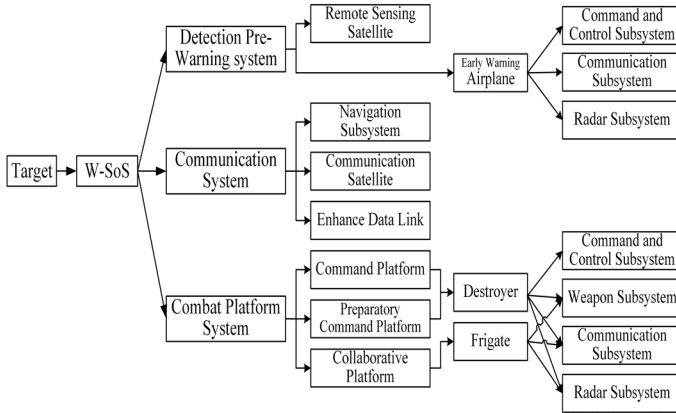 Target
W-SoS
Detection Pre-
Warning system
Remote Sensing
Satellite
Early Warning
Airplane
Command and
Control Subsystem
Communication
Subsystem
Radar Subsystem
Communication
System
Navigation
Subsystem
Communication
Satellite
Enhance Data Link
Combat Platform
System
Command Platform
Preparatory
Command Platform
Collaborative
Platform
Destroyer
Frigate
Command and
Control Subsystem
Weapon Subsystem
Communication
Subsystem
Radar Subsystem